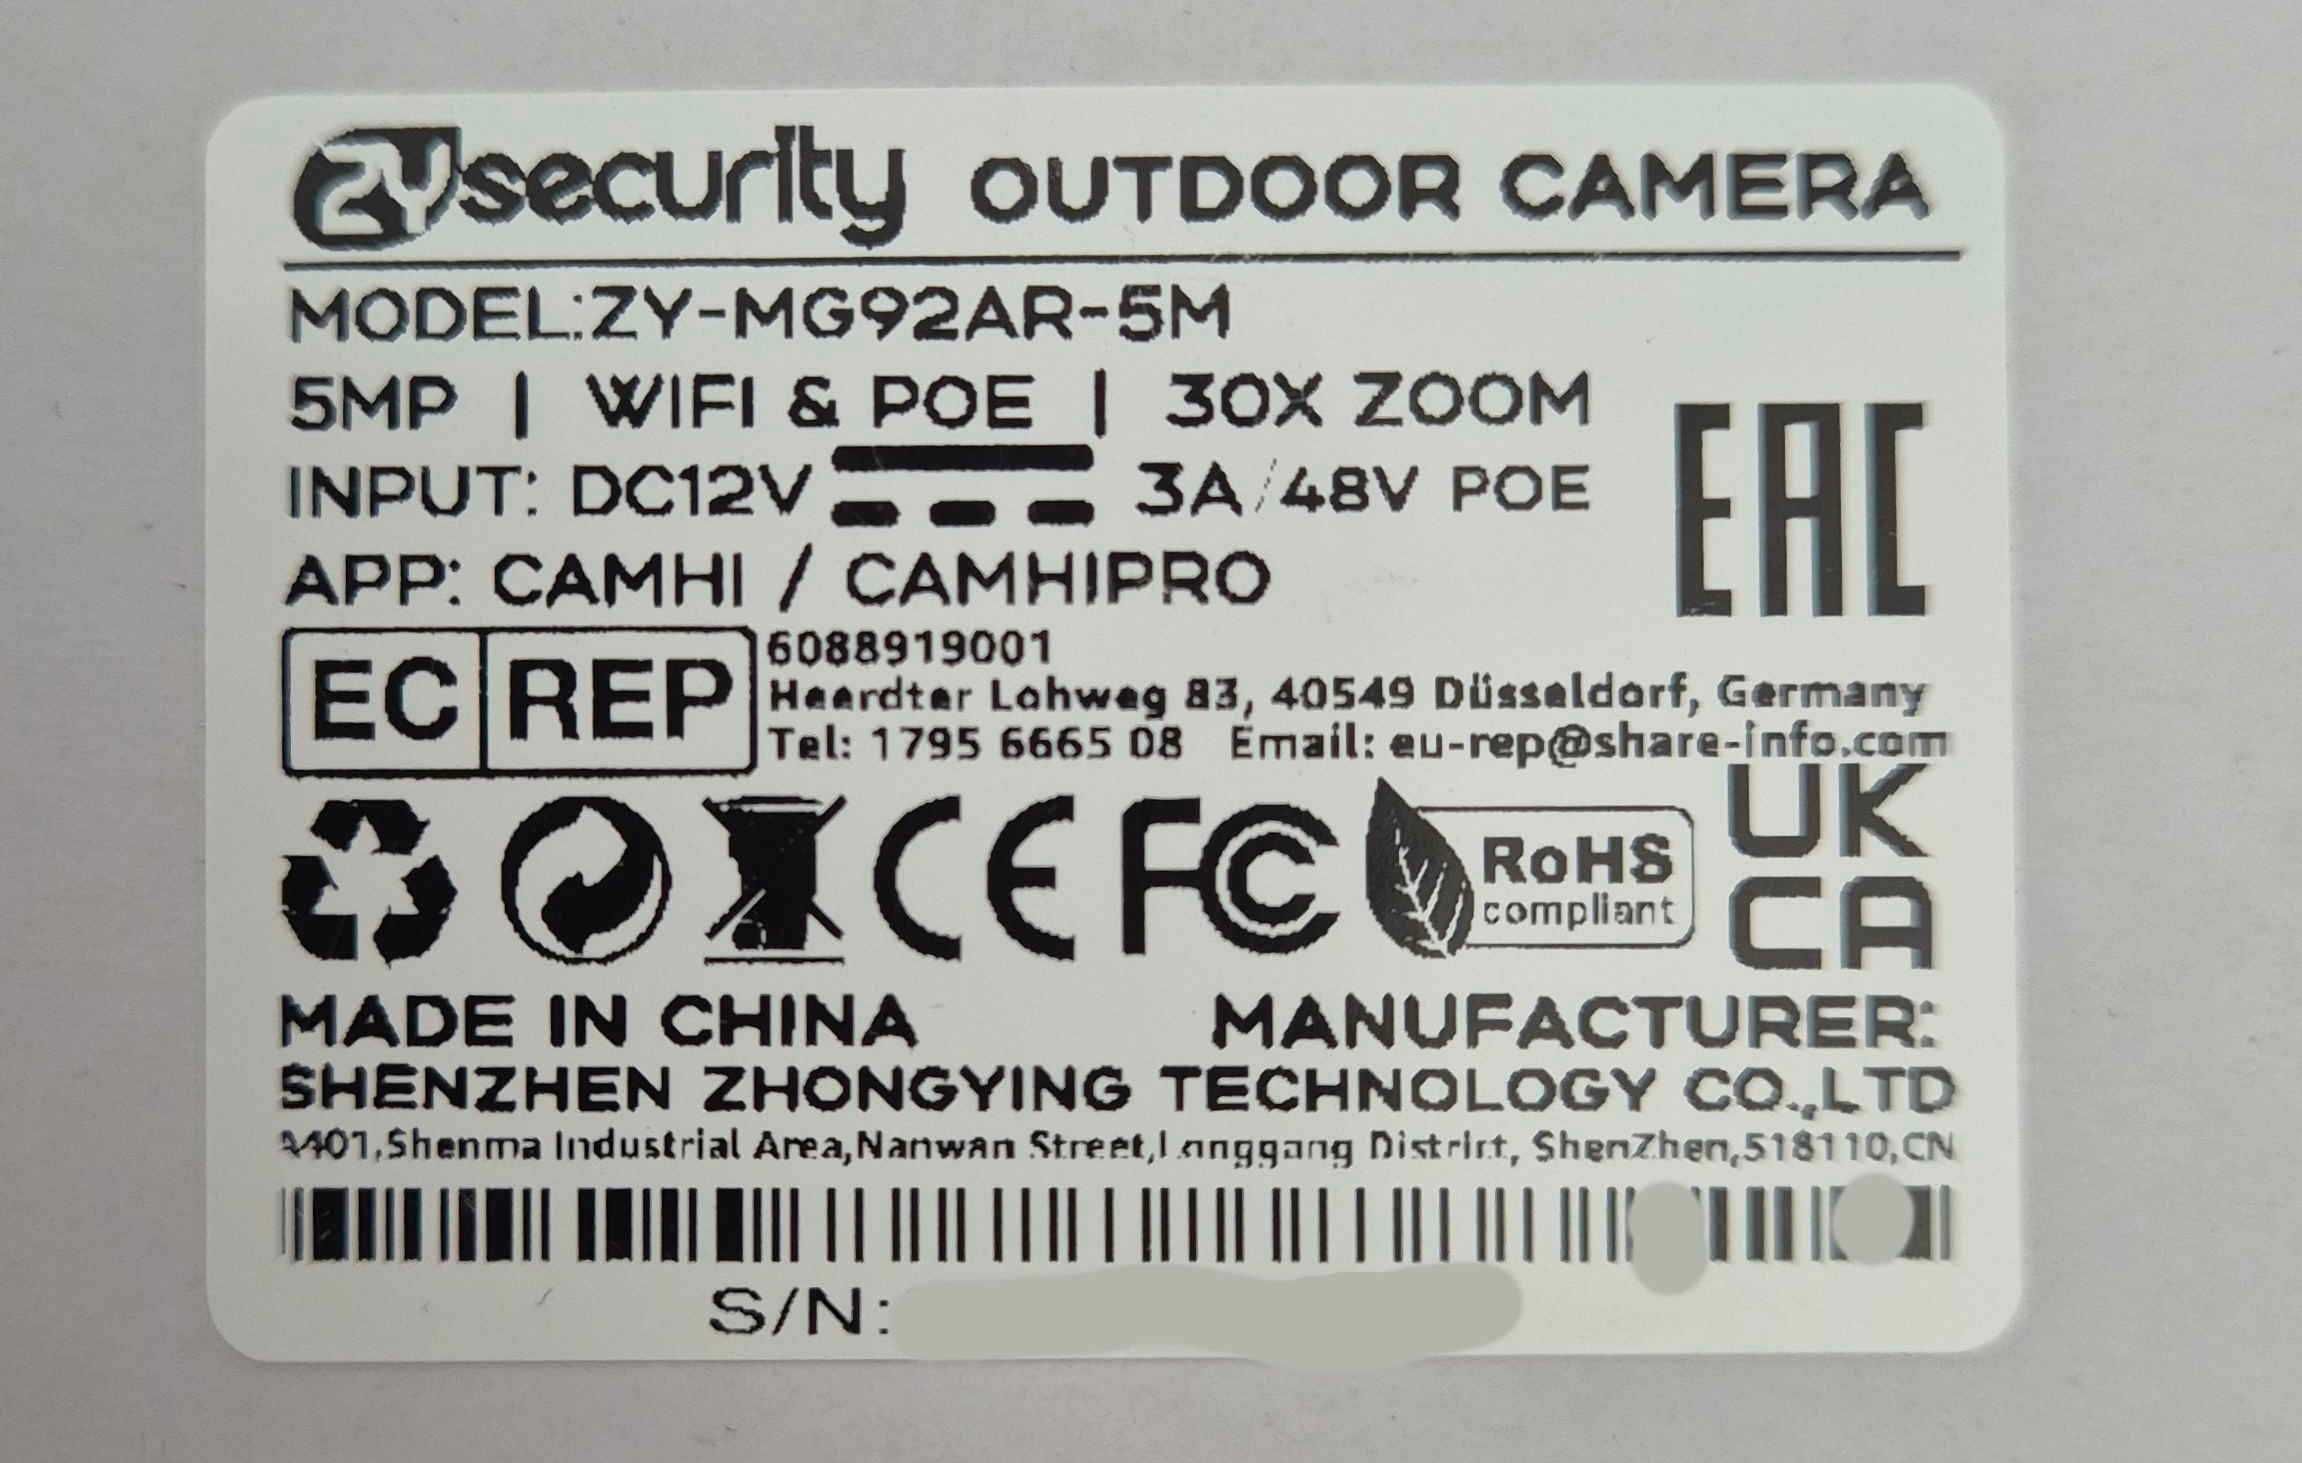 ZYsecurity OUTDOOR CAMERA
MODEL:ZY-MG92AR-5M
5MP | WIFI & POE | 30X ZOOM
INPUT: DC12V 3A/48V POE
APP: CAMHI / CAMHIPRO
EAC
EC REP
6088919001
Heerdter Lohweg 83, 40549 Düsseldorf, Germany
Tel: 1795 6665 08 Email: eu-rep@share-info.com
CE FC RoHS compliant
UK
CA
MADE IN CHINA MANUFACTURER:
SHENZHEN ZHONGYING TECHNOLOGY CO.,LTD
A401,Shenma Industrial Area,Nanwan Street,Longgang District, ShenZhen,518110,CN
S/N: